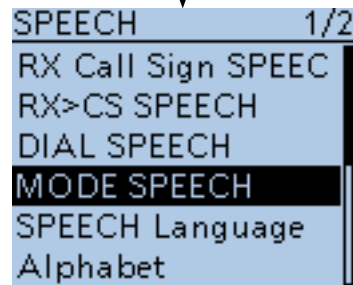 SPEECH 1/2
RX Call Sign SPEEC
RX>CS SPEECH
DIAL SPEECH
MODE SPEECH
SPEECH Language
Alphabet